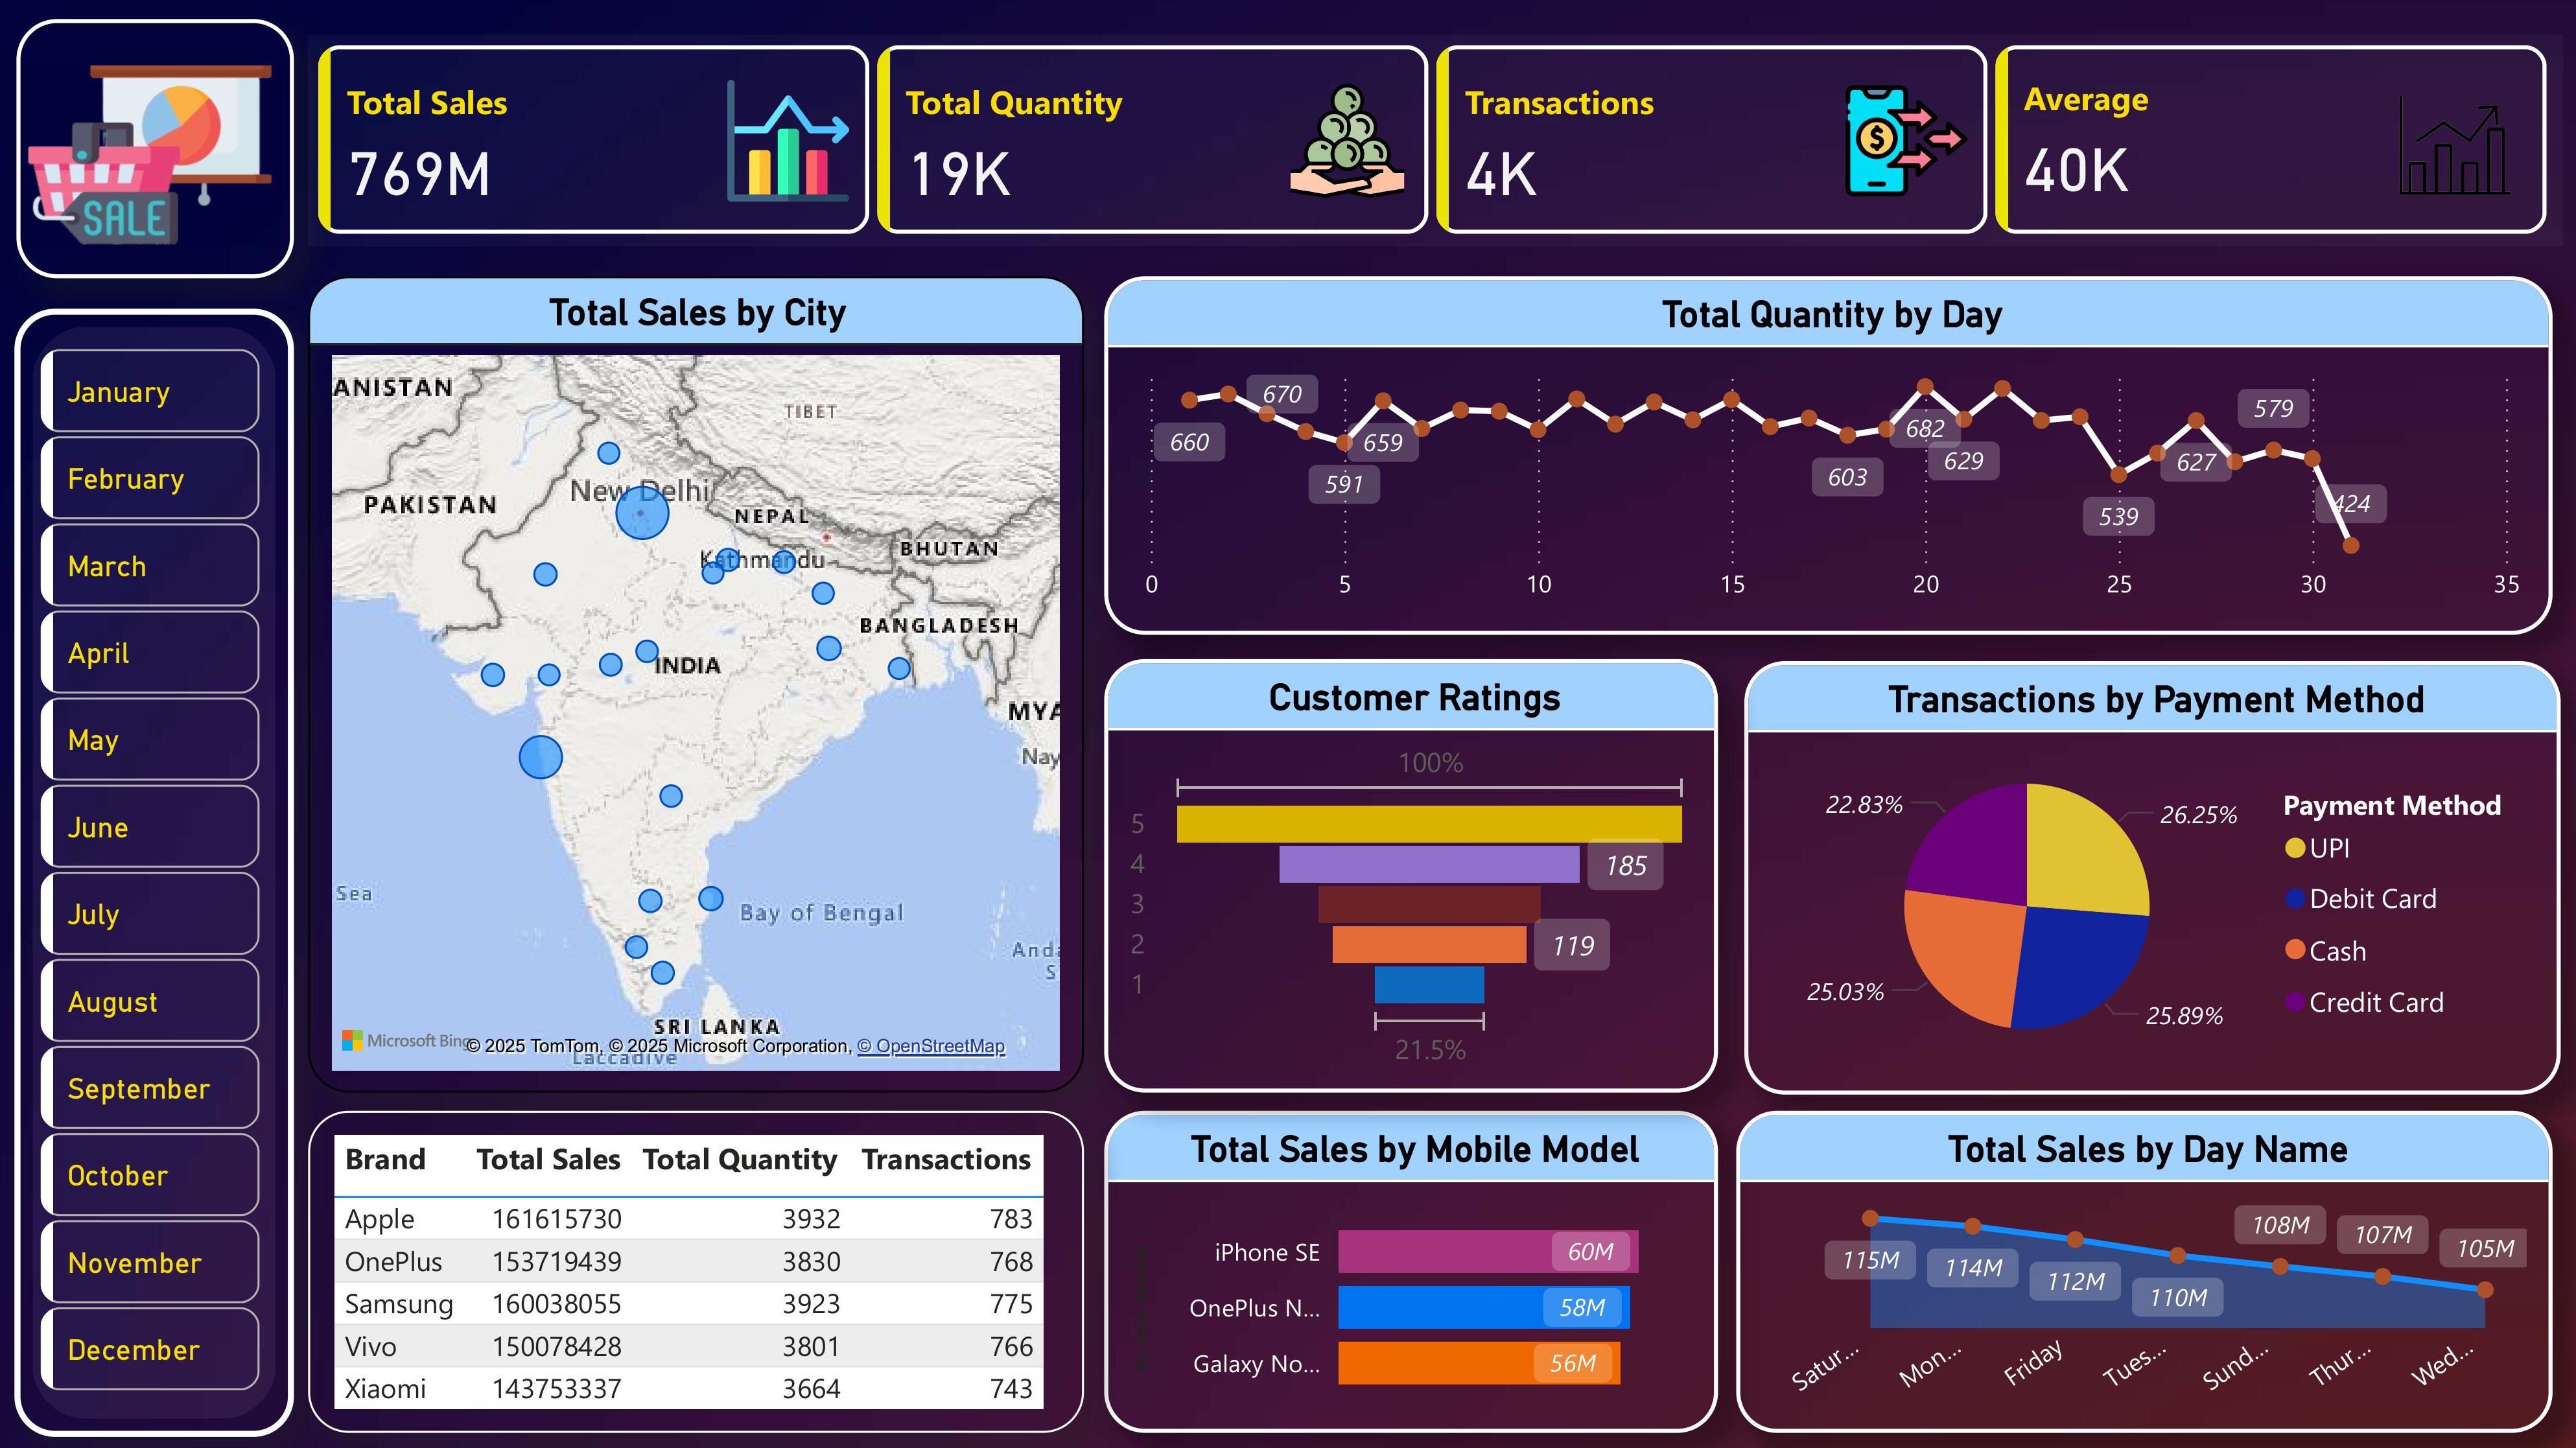 SALE
Total Sales
769M
Total Quantity
19K
Transactions
4K
Average
40K
January
February
March
April
May
June
July
August
September
October
November
December
Total Sales by City
ANISTAN
TIBET
PAKISTAN
New Delhi
NEPAL
Kathmandu
BHUTAN
BANGLADESH
INDIA
MYA
Nay
Sea
Bay of Bengal
Anda
S
SRI LANKA
Laccadive
Microsoft Bing
© 2025 TomTom, © 2025 Microsoft Corporation, © OpenStreetMap
Total Quantity by Day
660
670
591
659
603
682
629
539
627
579
424
0 5 10 15 20 25 30 35
Customer Ratings
100%
5
4 185
3
2 119
1
21.5%
Transactions by Payment Method
22.83%
26.25%
25.03%
25.89%
Payment Method
UPI
Debit Card
Cash
Credit Card
Brand Total Sales Total Quantity Transactions
Apple 161615730 3932 783
OnePlus 153719439 3830 768
Samsung 160038055 3923 775
Vivo 150078428 3801 766
Xiaomi 143753337 3664 743
Total Sales by Mobile Model
iPhone SE 60M
OnePlus N... 58M
Galaxy No... 56M
Total Sales by Day Name
115M 114M 112M 110M 108M 107M 105M
Satur... Mon... Friday Tues... Sund... Thur... Wed...